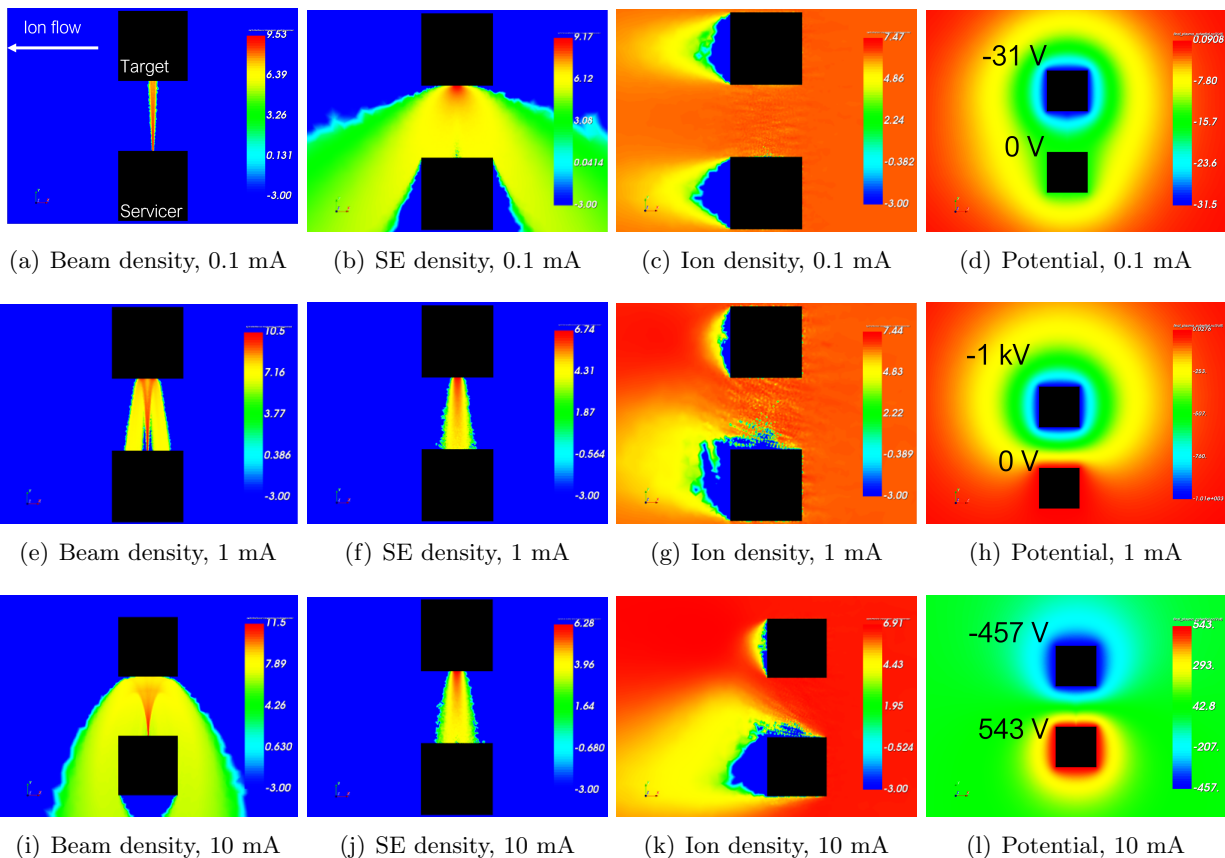 Ion flow
Target
Servicer
9.53
6.39
3.26
0.131
-3.00
9.17
6.12
3.08
0.0414
-3.00
7.47
4.86
2.24
-0.382
-3.00
-31 V
0 V
0.0908
-7.80
-15.7
-23.6
-31.5
(a) Beam density, 0.1 mA
(b) SE density, 0.1 mA
(c) Ion density, 0.1 mA
(d) Potential, 0.1 mA
10.5
7.16
3.77
0.386
-3.00
6.74
4.31
1.87
-0.564
-3.00
7.44
4.83
2.22
-0.389
-3.00
-1 kV
0 V
0.0276
-253.
-507.
-760.
-1.01e+003
(e) Beam density, 1 mA
(f) SE density, 1 mA
(g) Ion density, 1 mA
(h) Potential, 1 mA
11.5
7.89
4.26
0.630
-3.00
6.28
3.96
1.64
-0.680
-3.00
6.91
4.43
1.95
-0.524
-3.00
-457 V
543 V
543.
293.
42.8
-207.
-457.
(i) Beam density, 10 mA
(j) SE density, 10 mA
(k) Ion density, 10 mA
(l) Potential, 10 mA